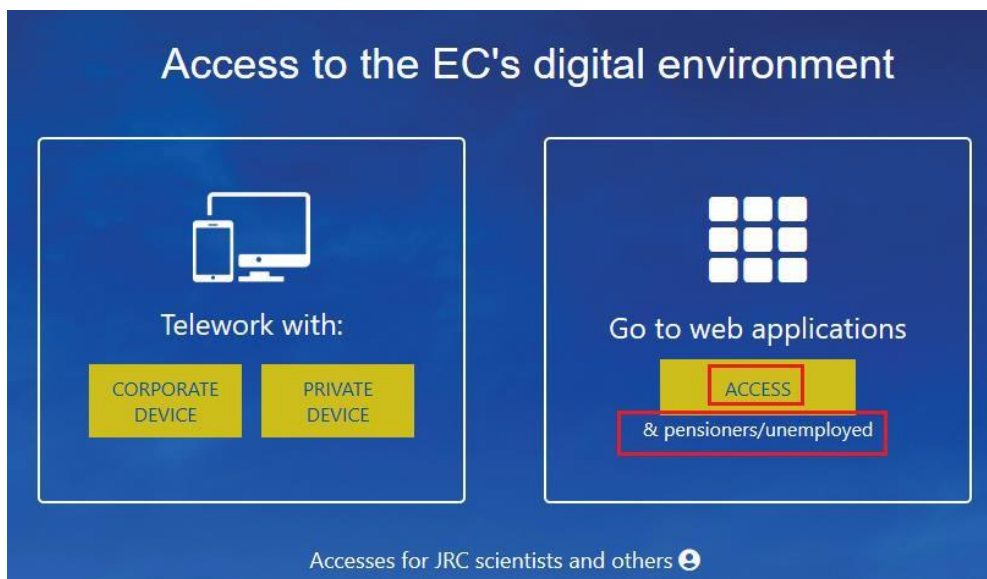 Access to the EC's digital environment
Telework with:
CORPORATE
DEVICE
PRIVATE
DEVICE
Go to web applications
ACCESS
& pensioners/unemployed
Accesses for JRC scientists and others